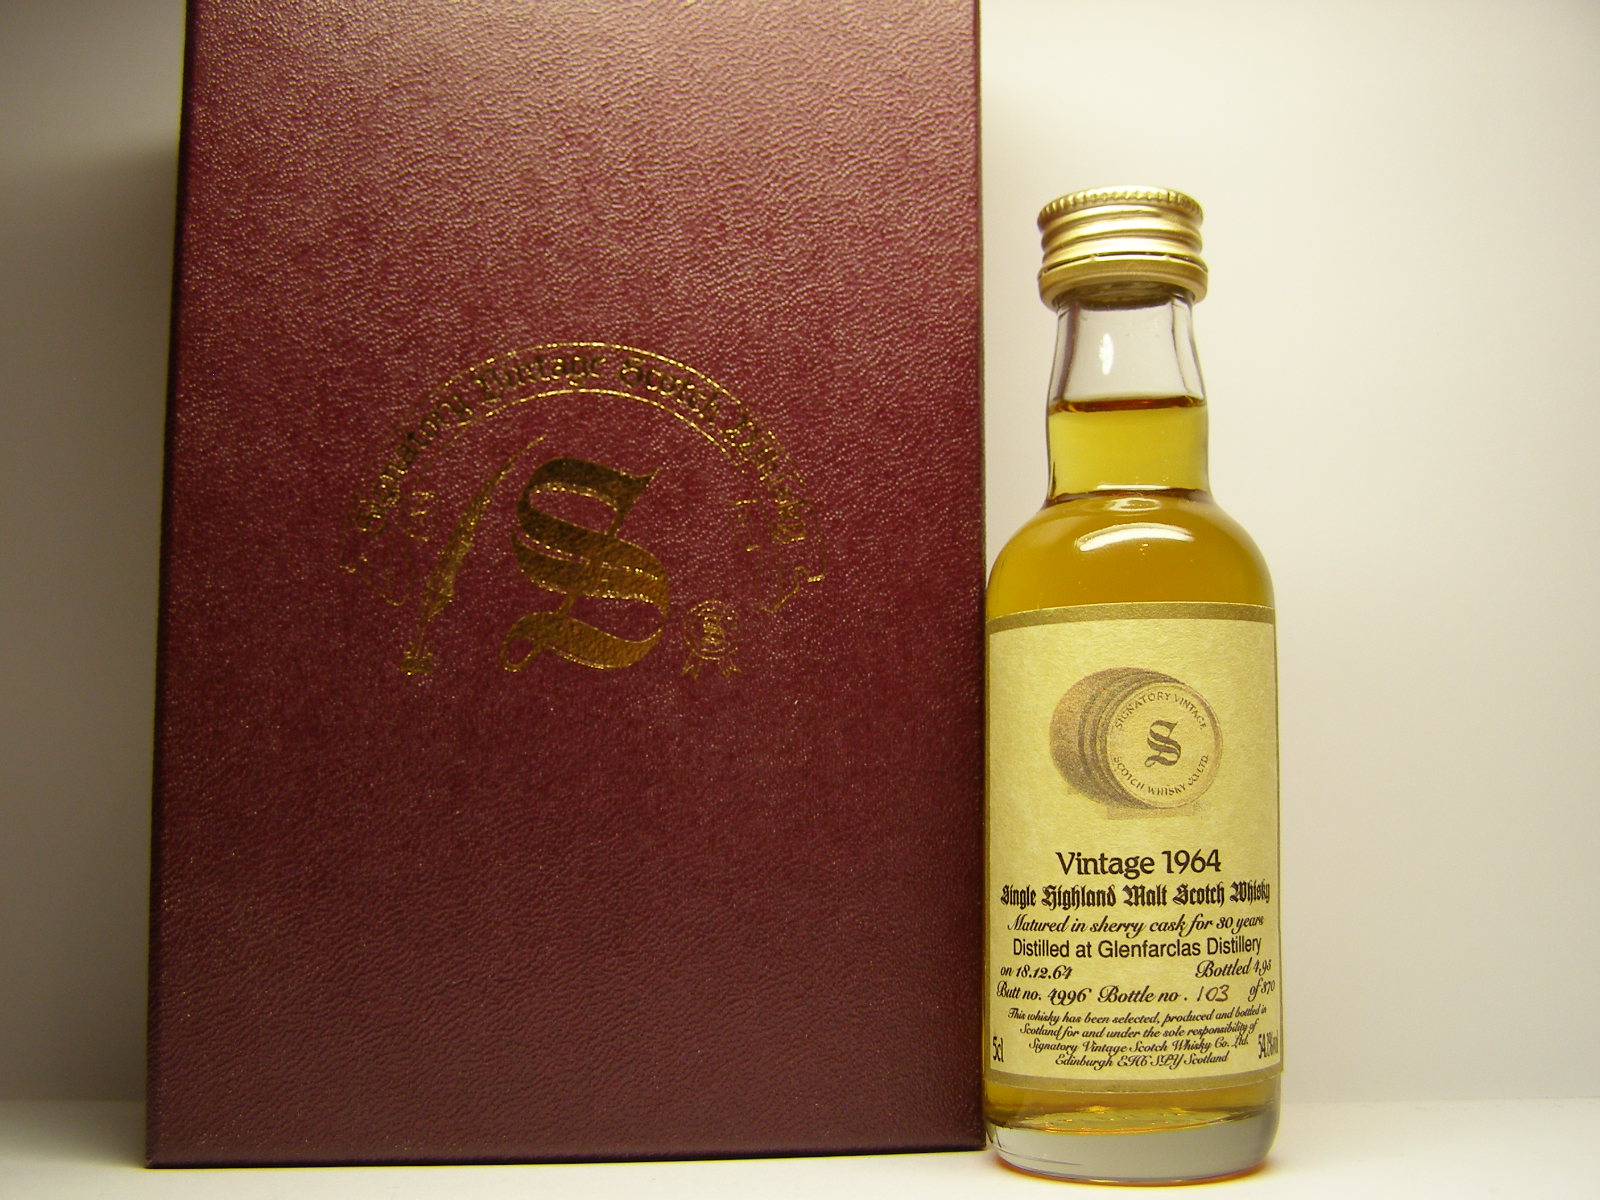 Signatory Vintage Scotch Whisky
S
SIGNATORY VINTAGE
S
SCOTCH WHISKY CO. LTD
Vintage 1964
Single Highland Malt Scotch Whisky
Matured in sherry cask for 30 years
Distilled at Glenfarclas Distillery
on 18.12.64 Bottled 4.95
Butt no. 4996 Bottle no. 103 of 370
This whisky has been selected, produced and bottled in
Scotland for and under the sole responsibility of
5cl Signatory Vintage Scotch Whisky Co. Ltd.
Edinburgh EH6 5PY Scotland